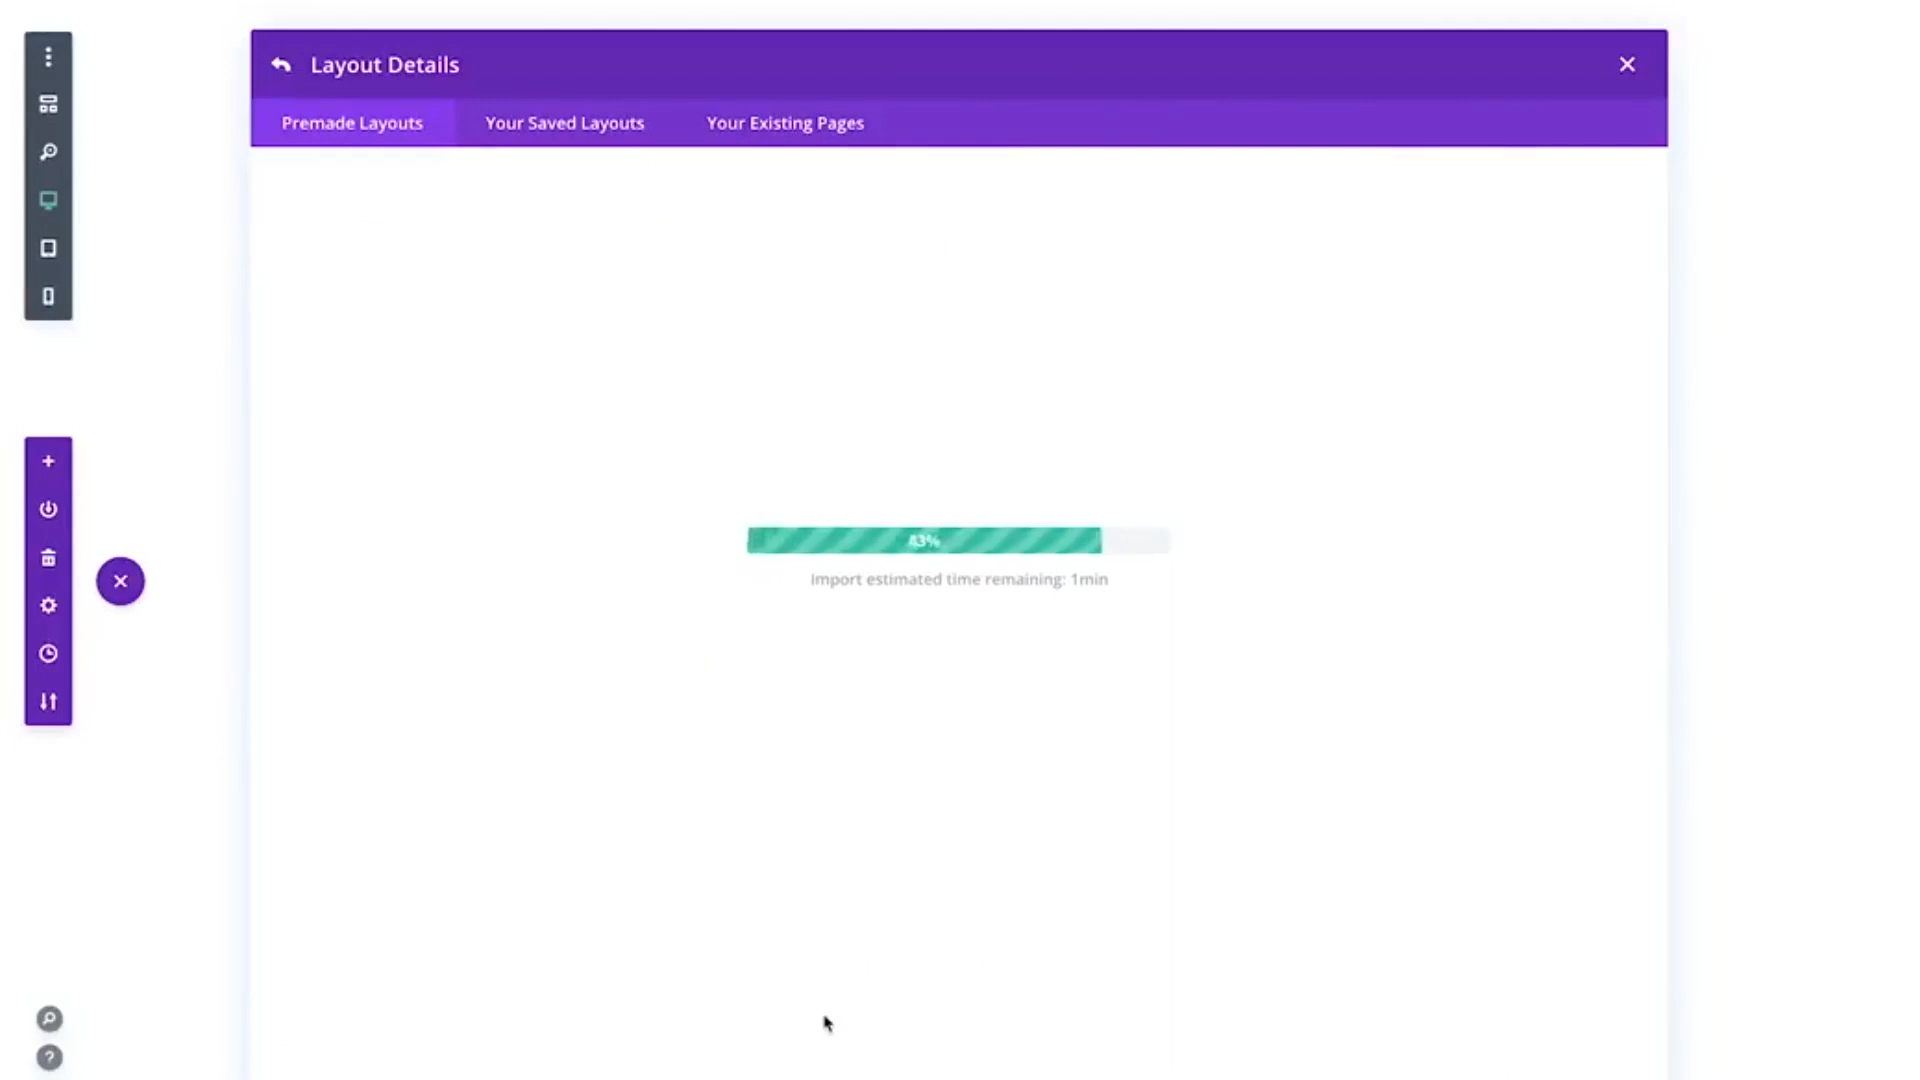 Layout Details
Premade Layouts
Your Saved Layouts
Your Existing Pages
83%
Import estimated time remaining: 1min